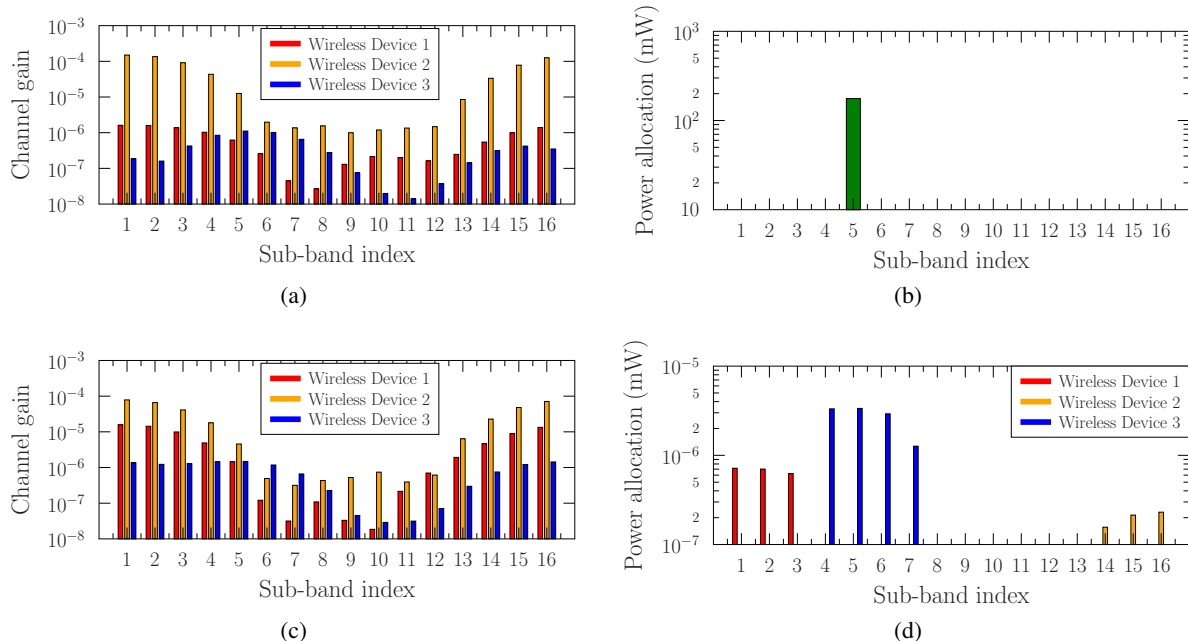 10⁻³
10⁻⁴
10⁻⁵
10⁻⁶
10⁻⁷
10⁻⁸
Channel gain
Wireless Device 1
Wireless Device 2
Wireless Device 3
1 2 3 4 5 6 7 8 9 10 11 12 13 14 15 16
Sub-band index
(a)
10³
5
2
10²
5
2
10
Power allocation (mW)
1 2 3 4 5 6 7 8 9 10 11 12 13 14 15 16
Sub-band index
(b)
10⁻³
10⁻⁴
10⁻⁵
10⁻⁶
10⁻⁷
10⁻⁸
Channel gain
Wireless Device 1
Wireless Device 2
Wireless Device 3
1 2 3 4 5 6 7 8 9 10 11 12 13 14 15 16
Sub-band index
(c)
10⁻⁵
5
2
10⁻⁶
5
2
10⁻⁷
Power allocation (mW)
Wireless Device 1
Wireless Device 2
Wireless Device 3
1 2 3 4 5 6 7 8 9 10 11 12 13 14 15 16
Sub-band index
(d)